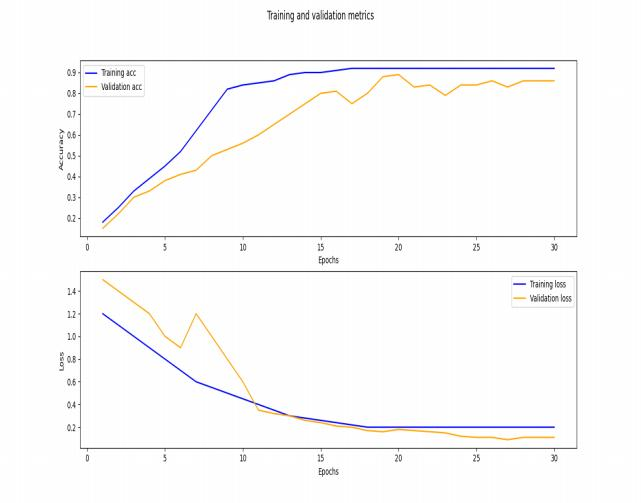 Training and validation metrics
Training acc
Validation acc
0.9
0.8
0.7
0.6
0.5
0.4
0.3
0.2
Accuracy
0 5 10 15 20 25 30
Epochs
Training loss
Validation loss
1.4
1.2
1.0
0.8
0.6
0.4
0.2
Loss
0 5 10 15 20 25 30
Epochs